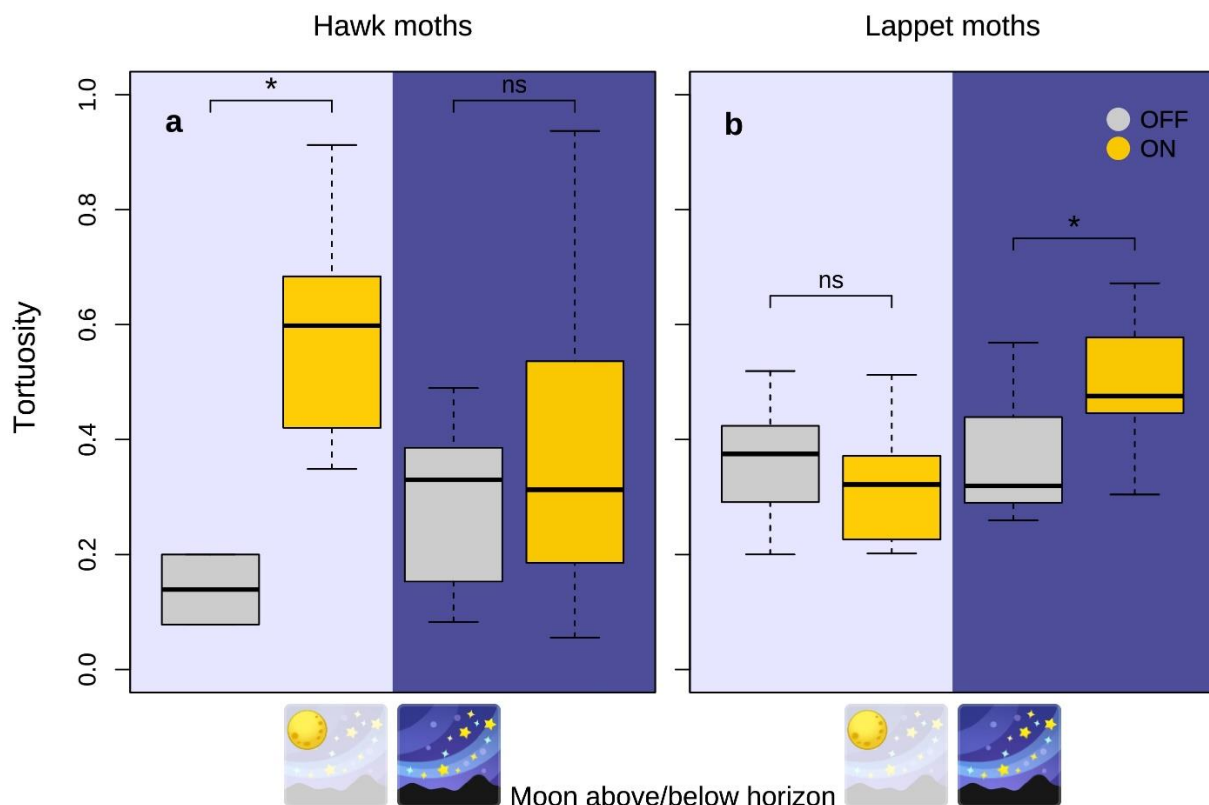 Hawk moths
Lappet moths
Tortuosity
1.0
0.8
0.6
0.4
0.2
0.0
a
*
ns
b
OFF
ON
ns
*
Moon above/below horizon